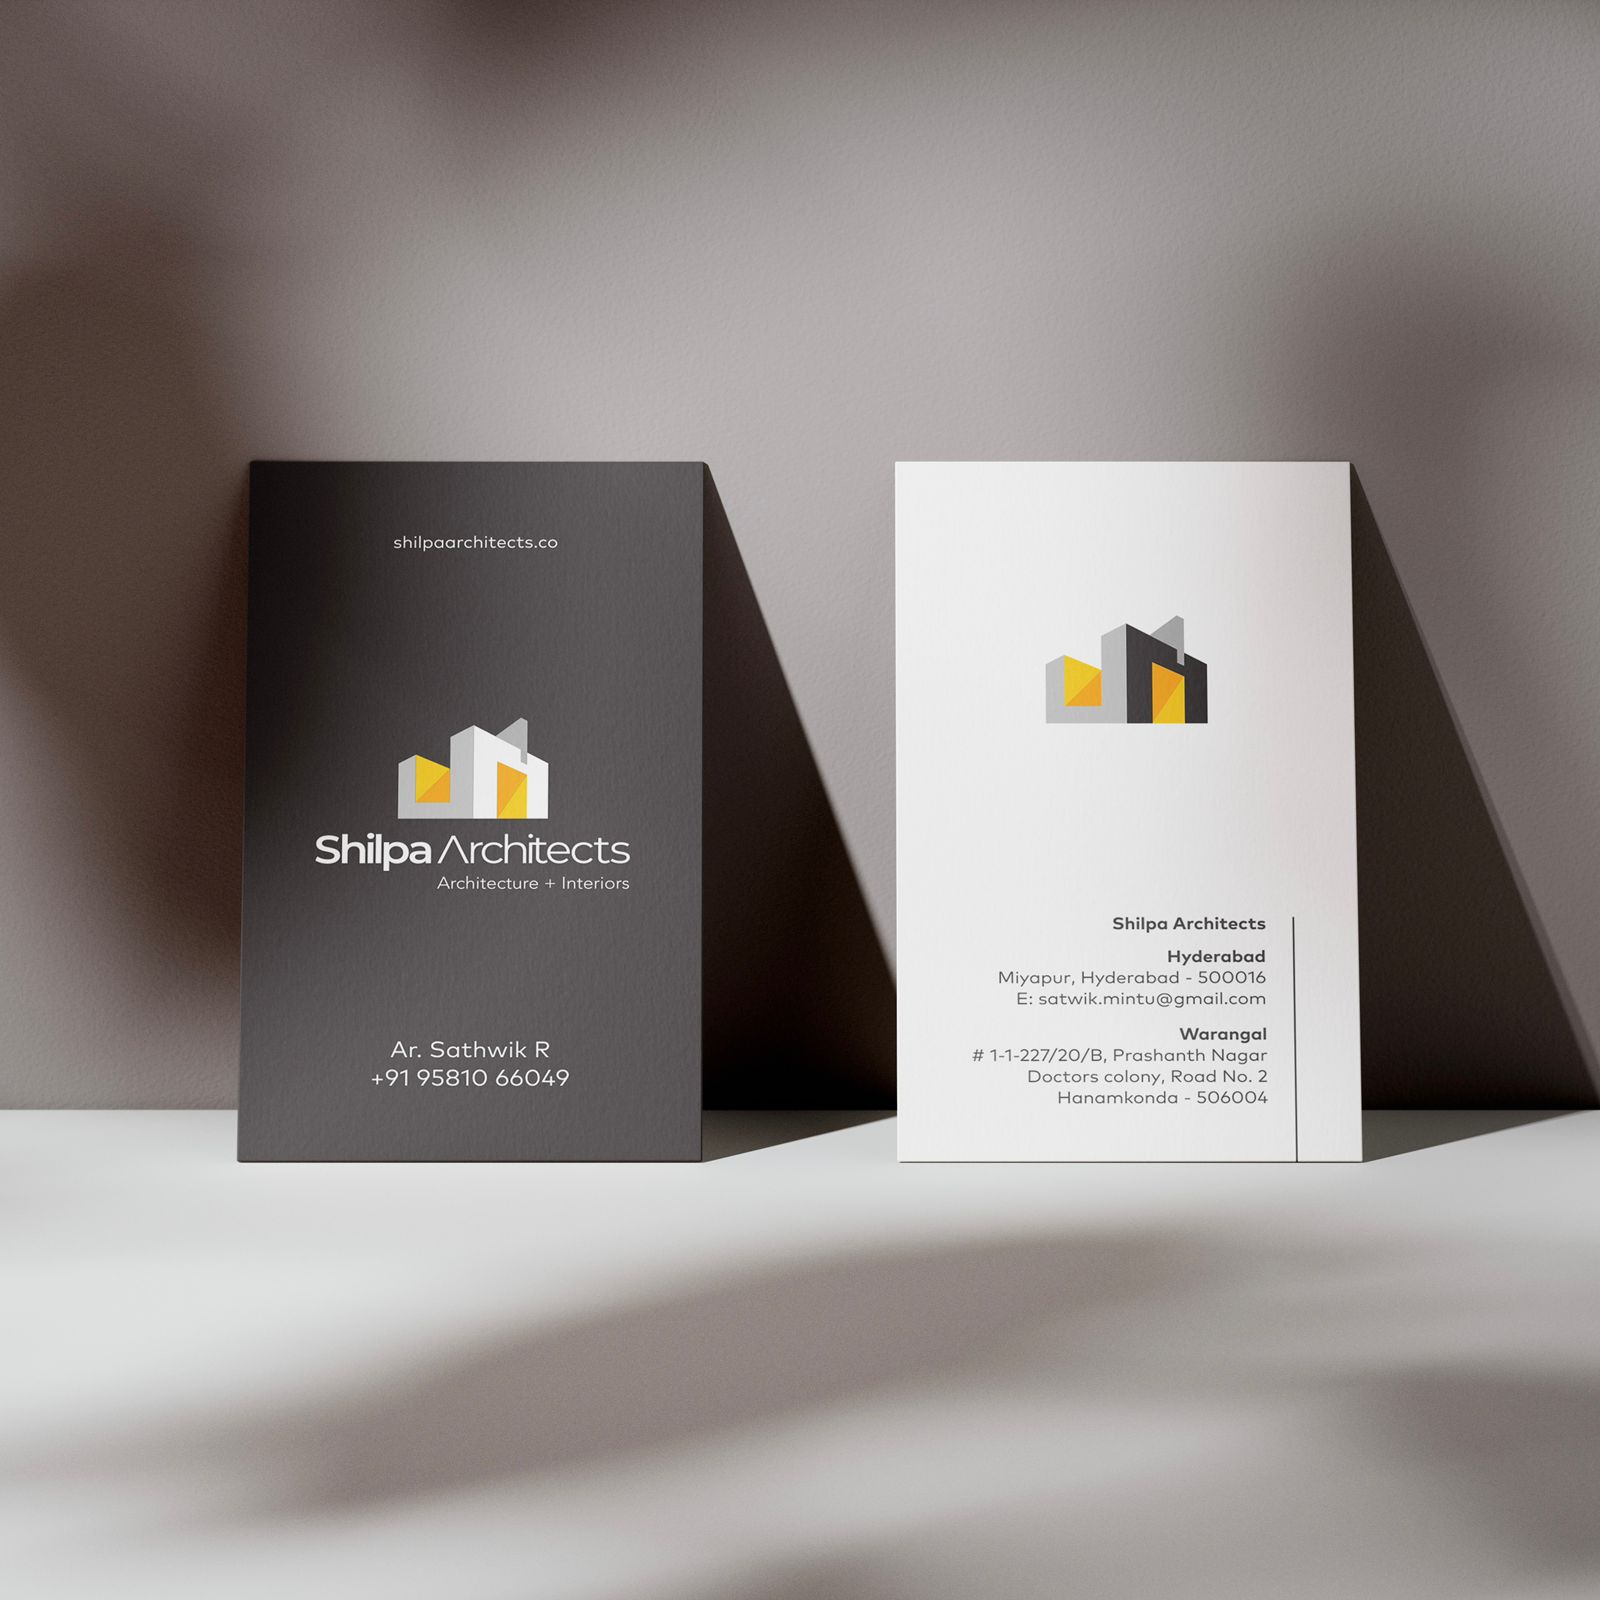 shilpaarchitects.co
Shilpa Architects
Architecture + Interiors
Ar. Sathwik R
+91 95810 66049
Shilpa Architects
Hyderabad
Miyapur, Hyderabad - 500016
E: satwik.mintu@gmail.com
Warangal
# 1-1-227/20/B, Prashanth Nagar
Doctors colony, Road No. 2
Hanamkonda - 506004